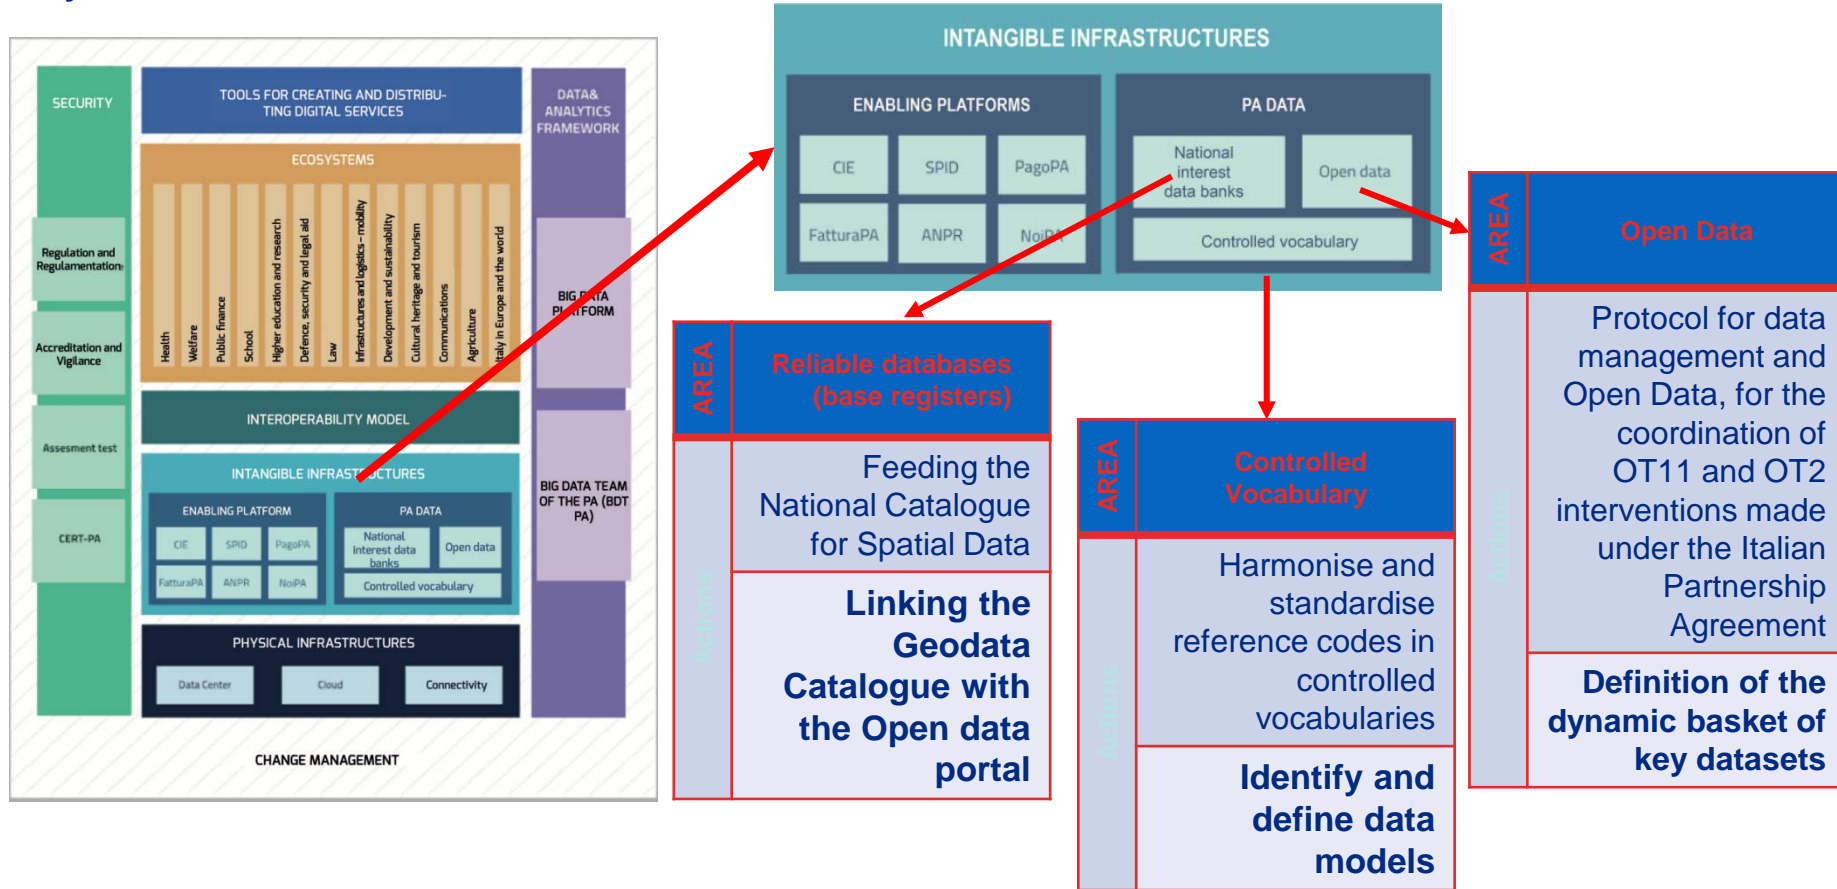 SECURITY
Regulation and
Regulamentation
Accreditation and
Vigilance
Assesment test
CERT-PA
TOOLS FOR CREATING AND DISTRIBU-
TING DIGITAL SERVICES
ECOSYSTEMS
Health
Welfare
Public finance
School
Higher education and research
Defence, security and legal aid
Law
Infrastructures and logistics – mobility
Development and sustainability
Cultural heritage and tourism
Communications
Agriculture
Italy in Europe and the world
INTEROPERABILITY MODEL
INTANGIBLE INFRASTRUCTURES
ENABLING PLATFORM
CIE
SPID
PagoPA
FatturaPA
ANPR
NoiPA
PA DATA
National
interest data
banks
Open data
Controlled vocabulary
PHYSICAL INFRASTRUCTURES
Data Center
Cloud
Connectivity
DATA&
ANALYTICS
FRAMEWORK
BIG DATA
PLATFORM
BIG DATA TEAM
OF THE PA (BDT
PA)
CHANGE MANAGEMENT
INTANGIBLE INFRASTRUCTURES
ENABLING PLATFORMS
CIE
SPID
PagoPA
FatturaPA
ANPR
NoiPA
PA DATA
National
interest
data banks
Open data
Controlled vocabulary
AREA
Reliable databases
(base registers)
Actions
Feeding the
National Catalogue
for Spatial Data
Linking the
Geodata
Catalogue with
the Open data
portal
AREA
Controlled
Vocabulary
Actions
Harmonise and
standardise
reference codes in
controlled
vocabularies
Identify and
define data
models
AREA
Open Data
Actions
Protocol for data
management and
Open Data, for the
coordination of
OT11 and OT2
interventions made
under the Italian
Partnership
Agreement
Definition of the
dynamic basket of
key datasets